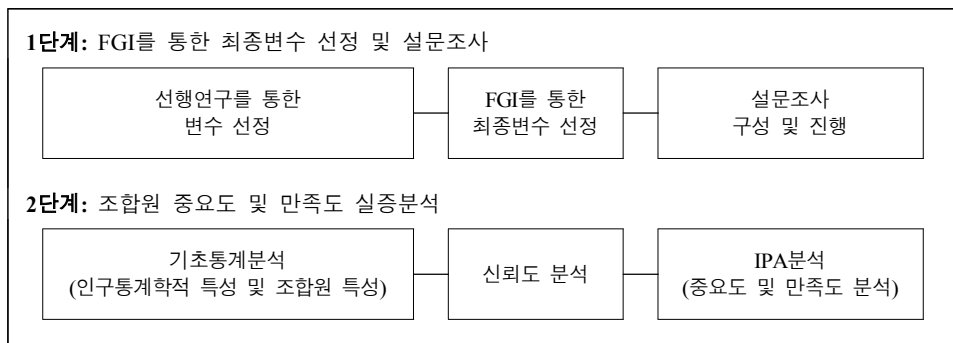 1단계: FGI를 통한 최종변수 선정 및 설문조사
선행연구를 통한
변수 선정
FGI를 통한
최종변수 선정
설문조사
구성 및 진행
2단계: 조합원 중요도 및 만족도 실증분석
기초통계분석
(인구통계학적 특성 및 조합원 특성)
신뢰도 분석
IPA분석
(중요도 및 만족도 분석)